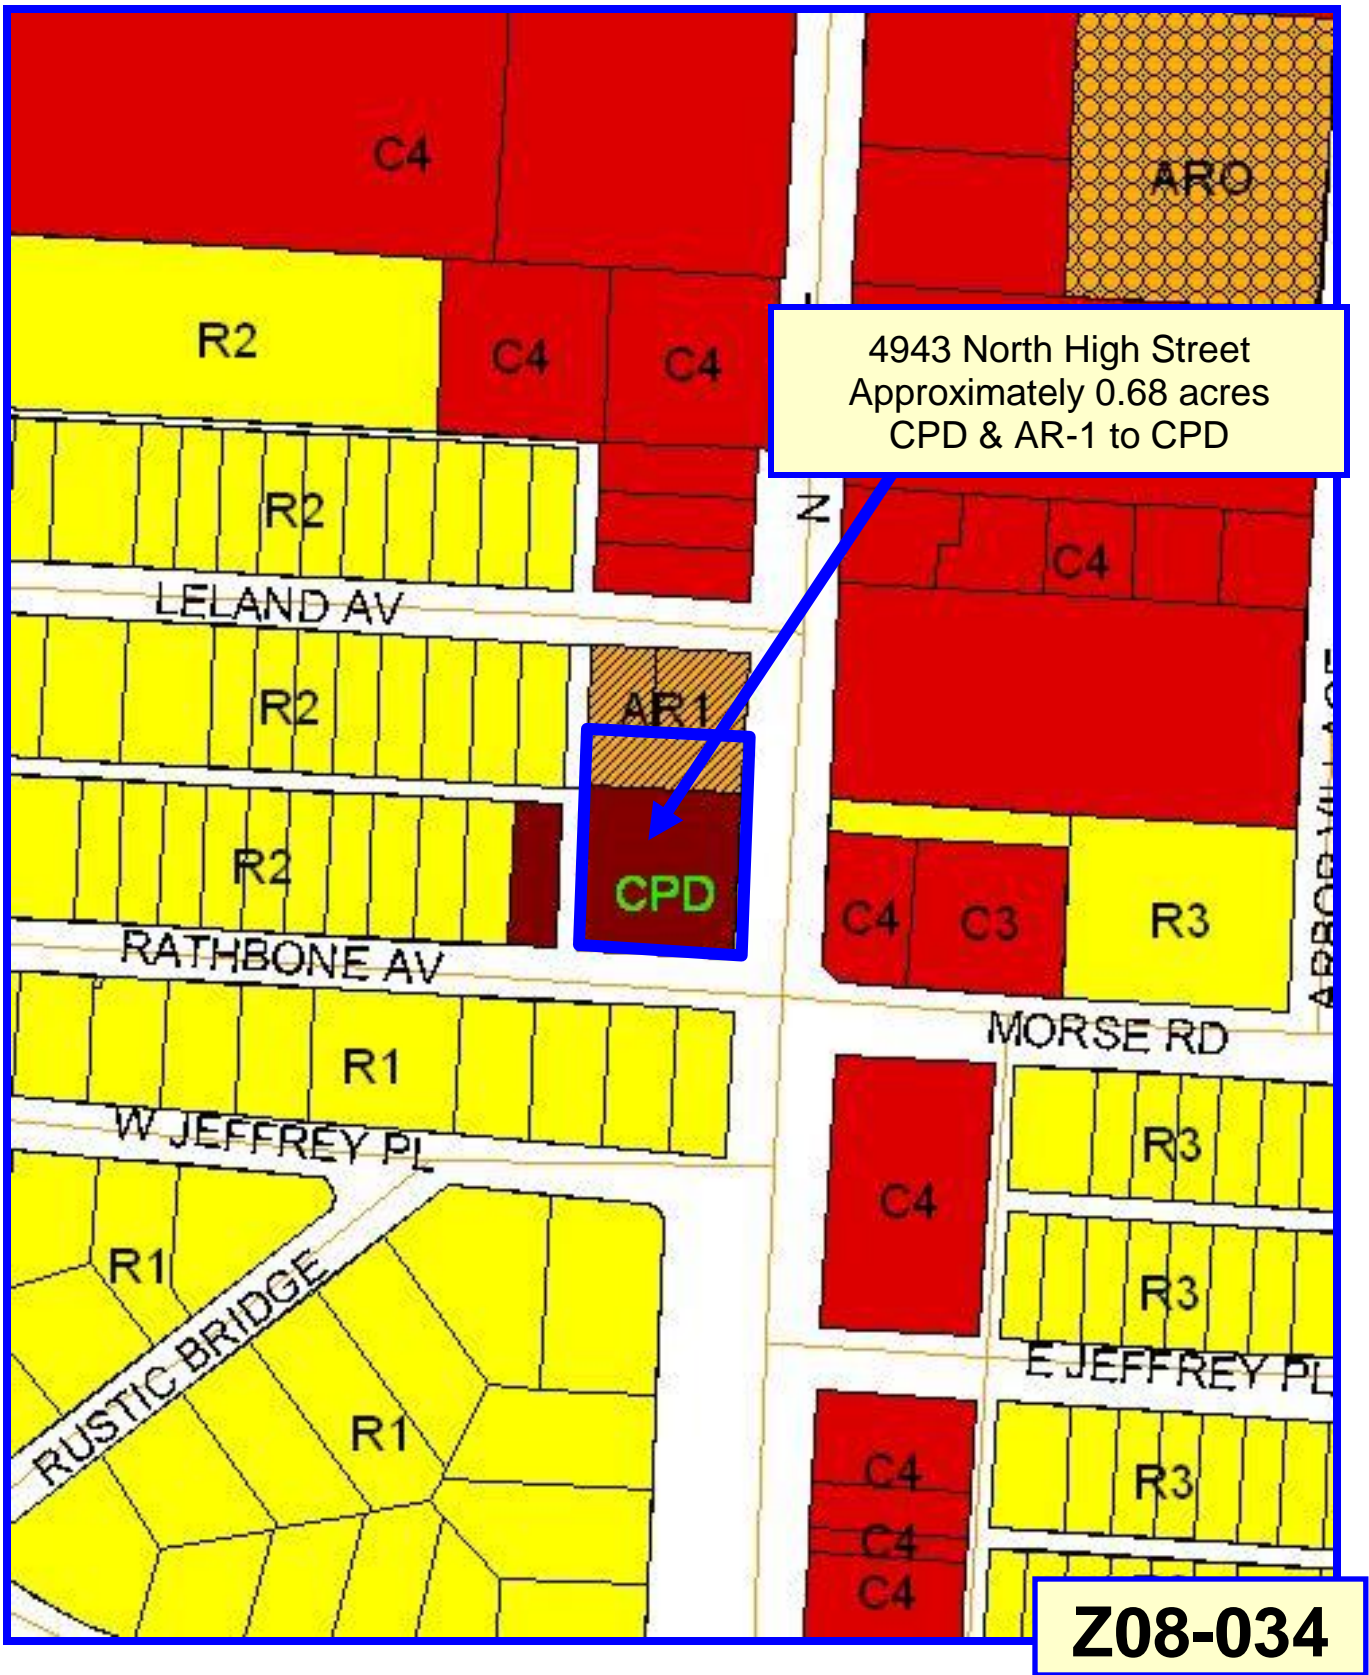 C4
ARO
R2
C4
C4
4943 North High Street
Approximately 0.68 acres
CPD & AR-1 to CPD
R2
N
C4
LELAND AV
R2
AR1
R2
CPD
C4
C3
R3
ARBOR VILLAGE
RATHBONE AV
MORSE RD
R1
W JEFFREY PL
R3
C4
R1
R3
RUSTIC BRIDGE
E JEFFREY PL
R1
C4
R3
C4
C4
Z08-034